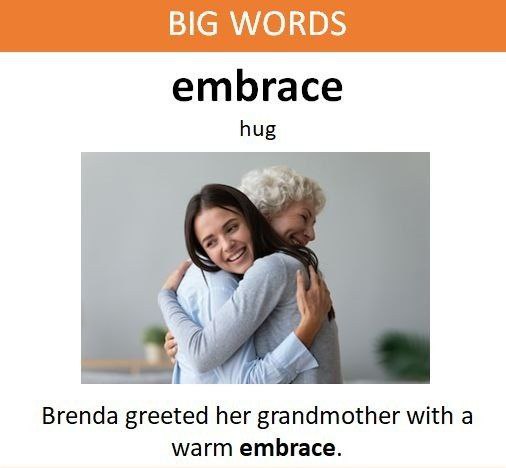 BIG WORDS
embrace
hug
Brenda greeted her grandmother with a
warm embrace.